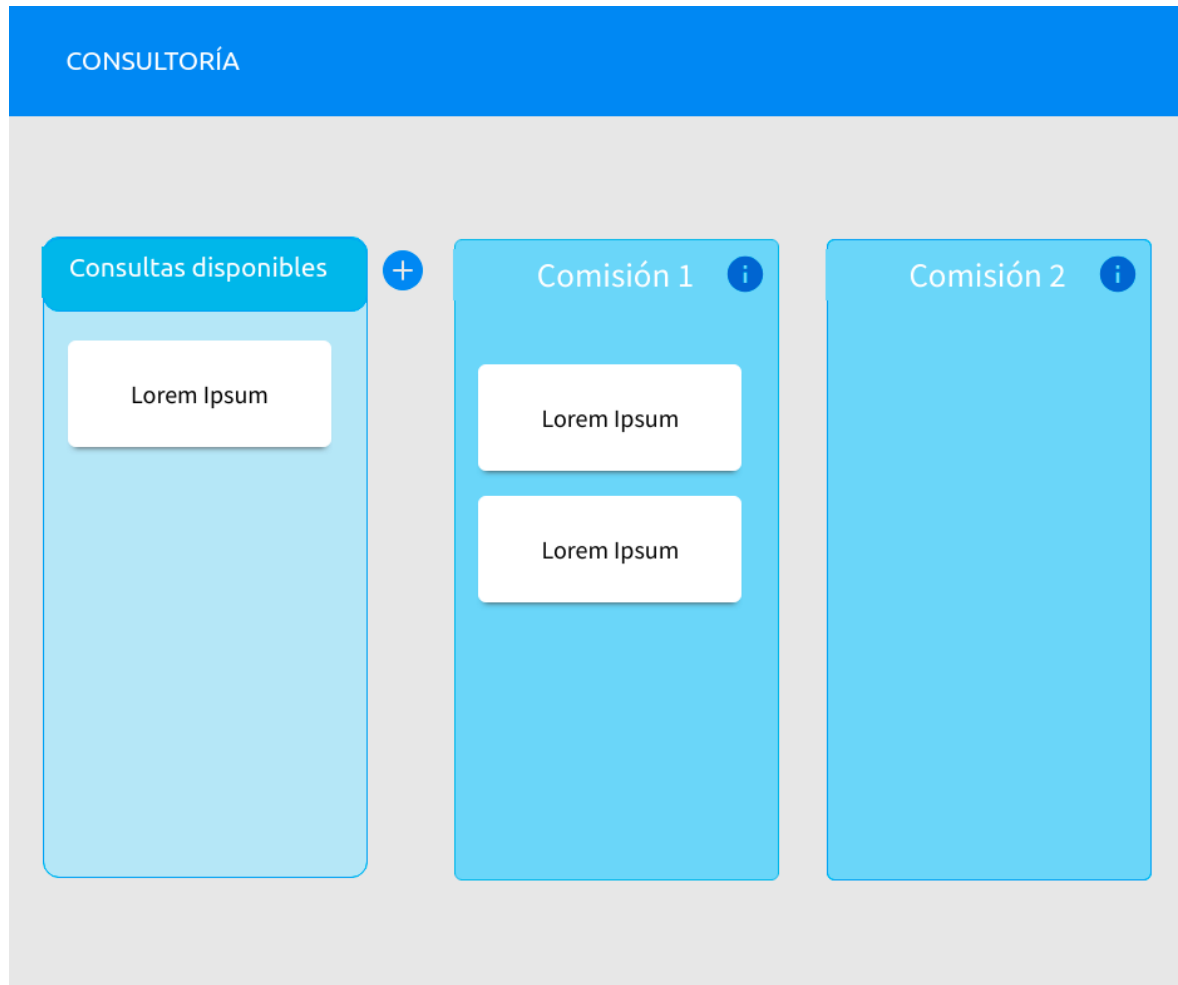 CONSULTORÍA
Consultas disponibles
Lorem Ipsum
Comisión 1
Lorem Ipsum
Lorem Ipsum
Comisión 2